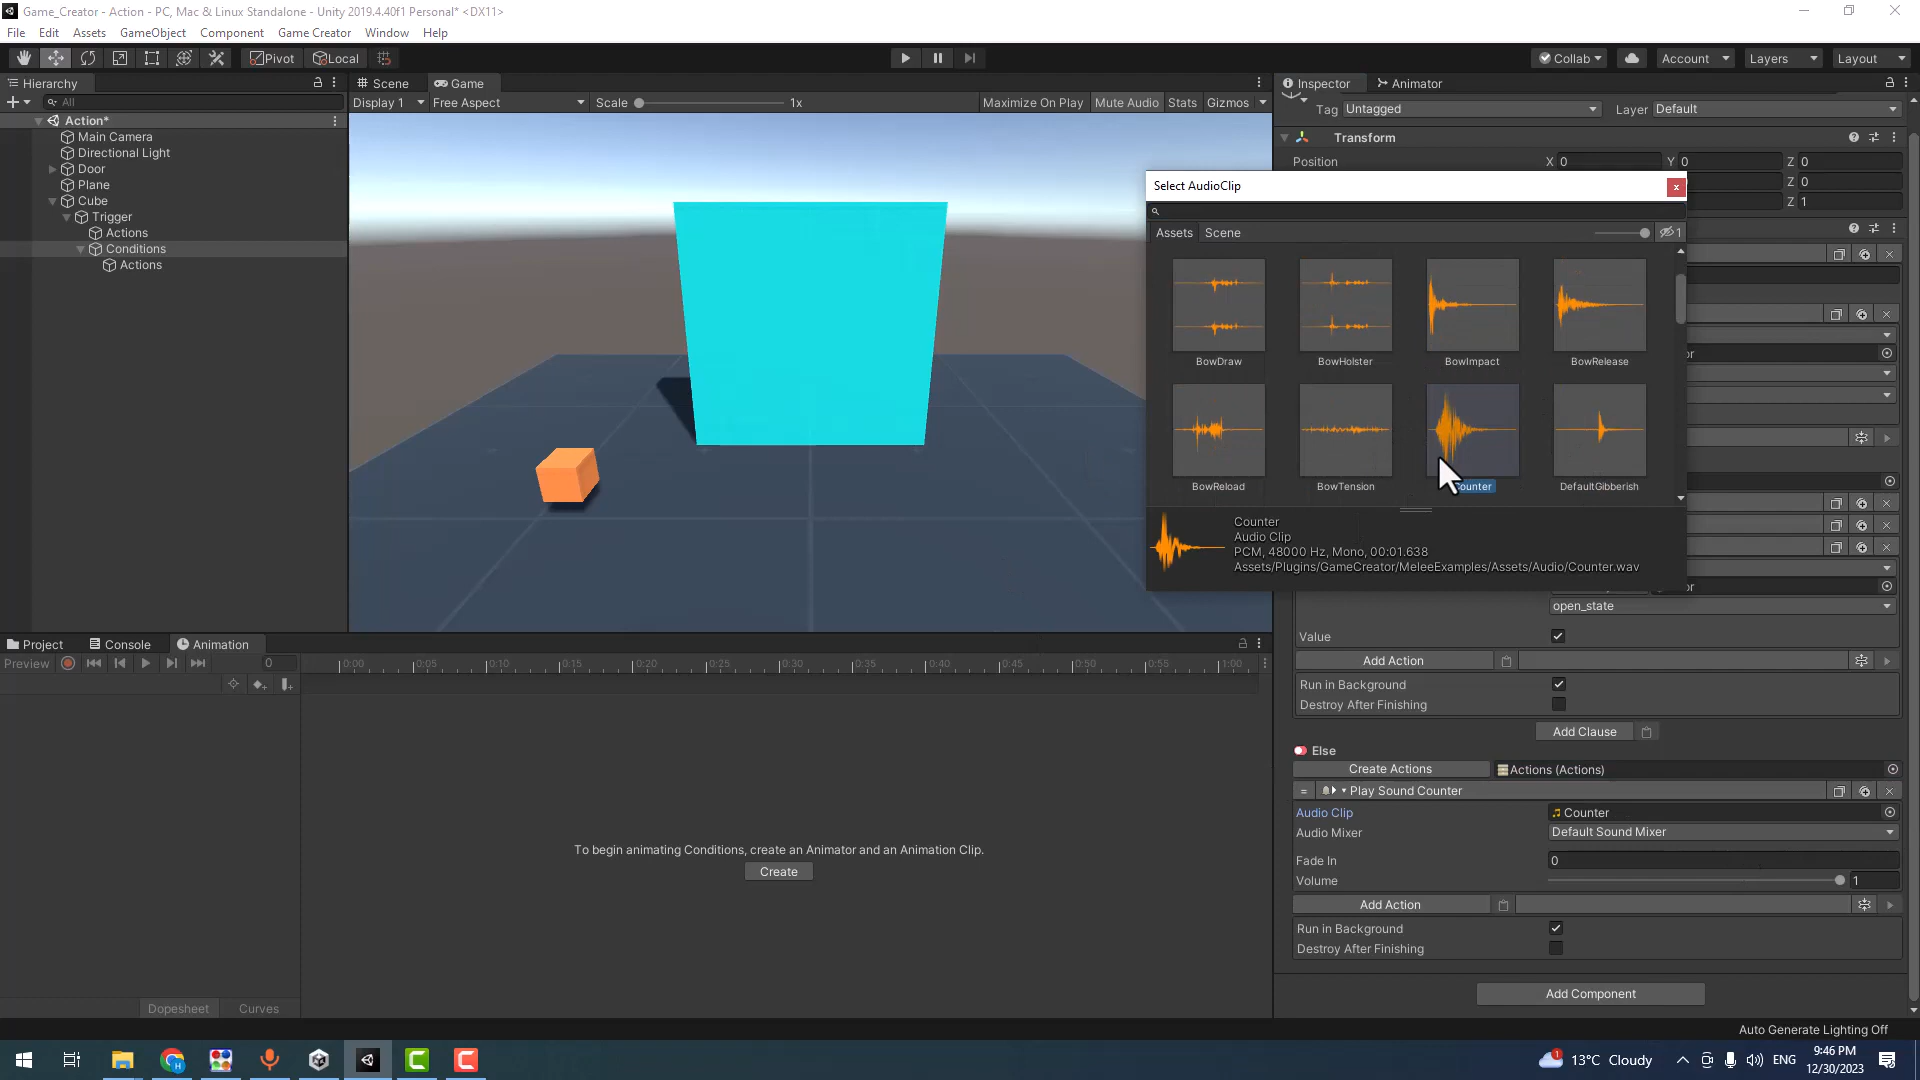 Game_Creator - Action - PC, Mac & Linux Standalone - Unity 2019.4.40f1 Personal* <DX11>
File Edit Assets GameObject Component Game Creator Window Help
Pivot Local Collab Account Layers Layout
Hierarchy Scene Game Inspector Animator
All Display 1 Free Aspect Scale 1x Maximize On Play Mute Audio Stats Gizmos
Tag Untagged Layer Default
Action*
Main Camera
Directional Light
Door
Plane
Cube
Trigger
Actions
Conditions
Actions
Transform
Position X 0 Y 0 Z 0
Z 0
Z 1
Select AudioClip
Assets Scene 1
BowDraw BowHolster BowImpact BowRelease
BowReload BowTension Counter DefaultGibberish
Counter
Audio Clip
PCM, 48000 Hz, Mono, 00:01.638
Assets/Plugins/GameCreator/MeleeExamples/Assets/Audio/Counter.wav
open_state
Value
Add Action
Run in Background
Destroy After Finishing
Add Clause
Else
Create Actions Actions (Actions)
Play Sound Counter
Audio Clip Counter
Audio Mixer Default Sound Mixer
Fade In 0
Volume 1
Add Action
Run in Background
Destroy After Finishing
Add Component
Project Console Animation
Preview 0 0:00 0:05 0:10 0:15 0:20 0:25 0:30 0:35 0:40 0:45 0:50 0:55 1:00
To begin animating Conditions, create an Animator and an Animation Clip.
Create
Dopesheet Curves
Auto Generate Lighting Off
1 13°C Cloudy ENG 9:46 PM
12/30/2023